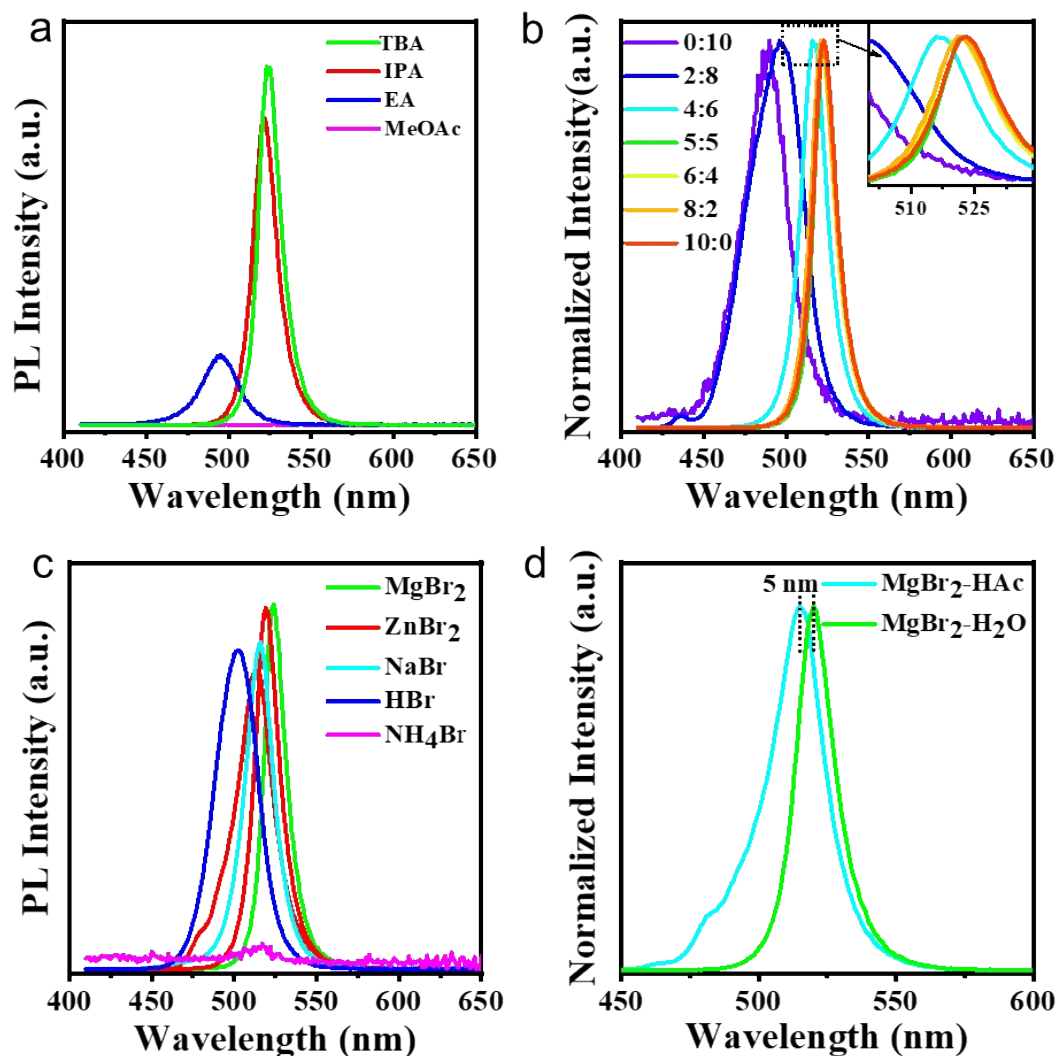 a
TBA
IPA
EA
MeOAc
PL Intensity (a.u.)
400 450 500 550 600 650
Wavelength (nm)
b
0:10
2:8
4:6
5:5
6:4
8:2
10:0
510 525
Normalized Intensity(a.u.)
400 450 500 550 600 650
Wavelength (nm)
c
MgBr2
ZnBr2
NaBr
HBr
NH4Br
PL Intensity (a.u.)
400 450 500 550 600 650
Wavelength (nm)
d
5 nm
MgBr2-HAc
MgBr2-H2O
Normalized Intensity (a.u.)
450 500 550 600
Wavelength (nm)